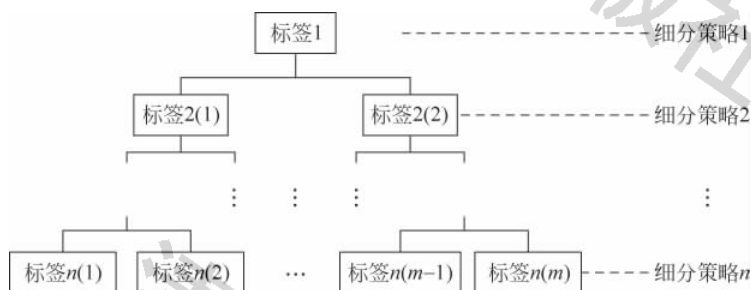 标签1 细分策略1
标签2(1) 标签2(2) 细分策略2
⋮ ⋮ ⋮ ⋮
标签n(1) 标签n(2) … 标签n(m−1) 标签n(m) 细分策略n